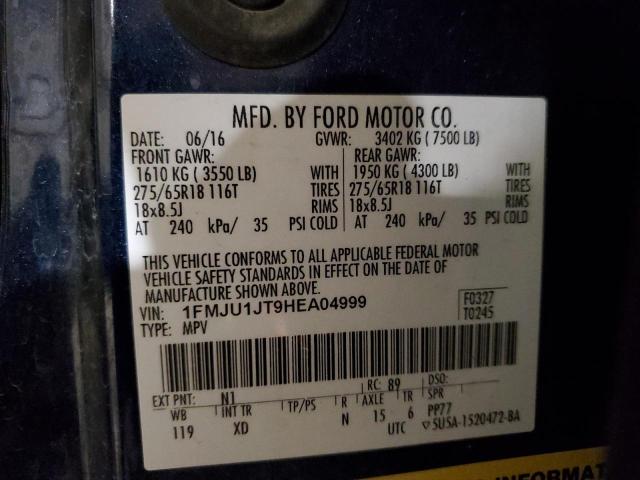 MFD. BY FORD MOTOR CO.
DATE: 06/16 GVWR: 3402 KG ( 7500 LB)
FRONT GAWR: REAR GAWR:
1610 KG ( 3550 LB) WITH 1950 KG ( 4300 LB) WITH
275/65R18 116T TIRES 275/65R18 116T TIRES
18x8.5J RIMS 18x8.5J RIMS
AT 240 kPa/ 35 PSI COLD AT 240 kPa/ 35 PSI COLD
THIS VEHICLE CONFORMS TO ALL APPLICABLE FEDERAL MOTOR
VEHICLE SAFETY STANDARDS IN EFFECT ON THE DATE OF
MANUFACTURE SHOWN ABOVE.
VIN: 1FMJU1JT9HEA04999 F0327
TYPE: MPV T0245
EXT PNT: N1 RC: 89 DSO:
WB INT TR TP/PS R AXLE TR SPR
119 XD N 15 6 PP77
UTC ▽5USA-1520472-BA
INFORMAT